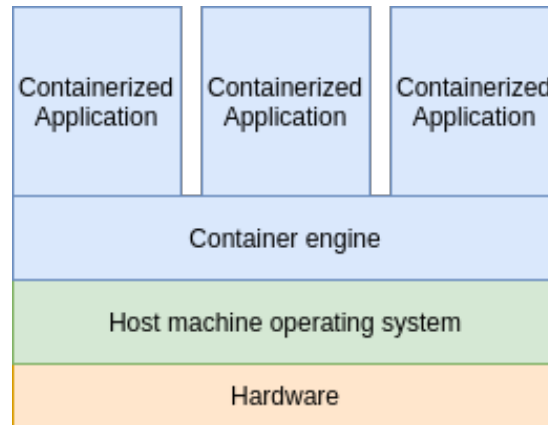 Containerized
Application
Containerized
Application
Containerized
Application
Container engine
Host machine operating system
Hardware